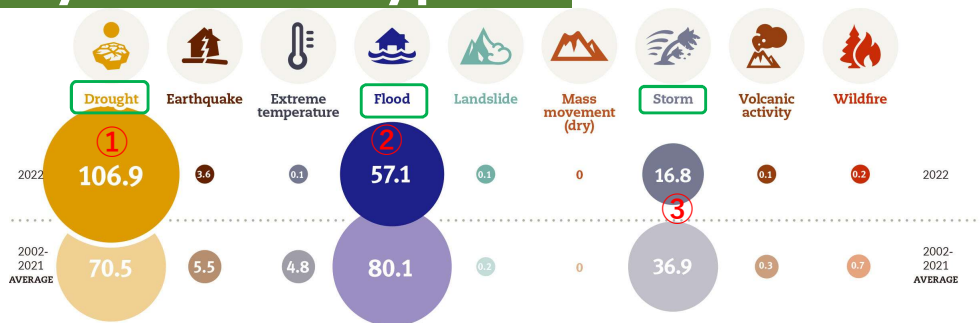 Drought Earthquake Extreme temperature Flood Landslide Mass movement (dry) Storm Volcanic activity Wildfire
① ②
2022 106.9 3.6 0.1 57.1 0.1 0 16.8 0.1 0.2 2022
③
2002-2021 AVERAGE 70.5 5.5 4.8 80.1 0.2 0 36.9 0.3 0.7 2002-2021 AVERAGE